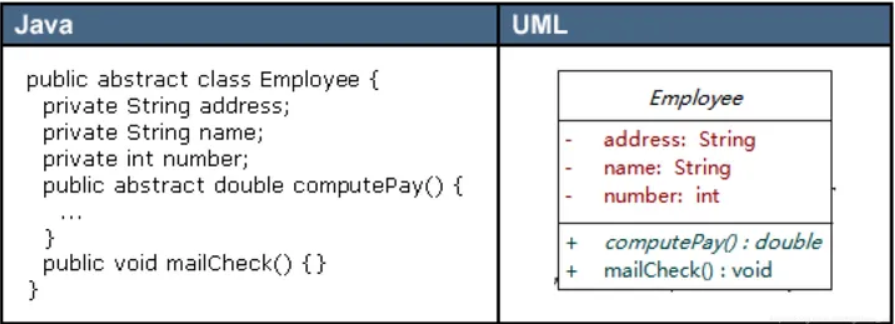 Java
UML
public abstract class Employee {
private String address;
private String name;
private int number;
public abstract double computePay() {
...
}
public void mailCheck() {}
}
Employee
- address: String
- name: String
- number: int
+ computePay() : double
+ mailCheck() : void